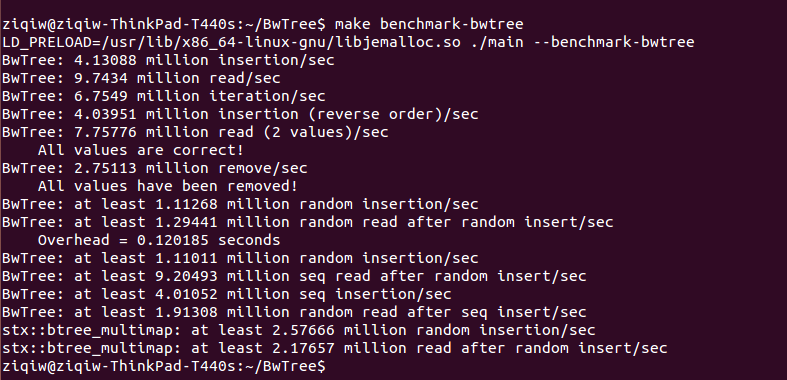 ziqiw@ziqiw-ThinkPad-T440s:~/BwTree$ make benchmark-bwtree
LD_PRELOAD=/usr/lib/x86_64-linux-gnu/libjemalloc.so ./main --benchmark-bwtree
BwTree: 4.13088 million insertion/sec
BwTree: 9.7434 million read/sec
BwTree: 6.7549 million iteration/sec
BwTree: 4.03951 million insertion (reverse order)/sec
BwTree: 7.75776 million read (2 values)/sec
    All values are correct!
BwTree: 2.75113 million remove/sec
    All values have been removed!
BwTree: at least 1.11268 million random insertion/sec
BwTree: at least 1.29441 million random read after random insert/sec
    Overhead = 0.120185 seconds
BwTree: at least 1.11011 million random insertion/sec
BwTree: at least 9.20493 million seq read after random insert/sec
BwTree: at least 4.01052 million seq insertion/sec
BwTree: at least 1.91308 million random read after seq insert/sec
stx::btree_multimap: at least 2.57666 million random insertion/sec
stx::btree_multimap: at least 2.17657 million read after random insert/sec
ziqiw@ziqiw-ThinkPad-T440s:~/BwTree$